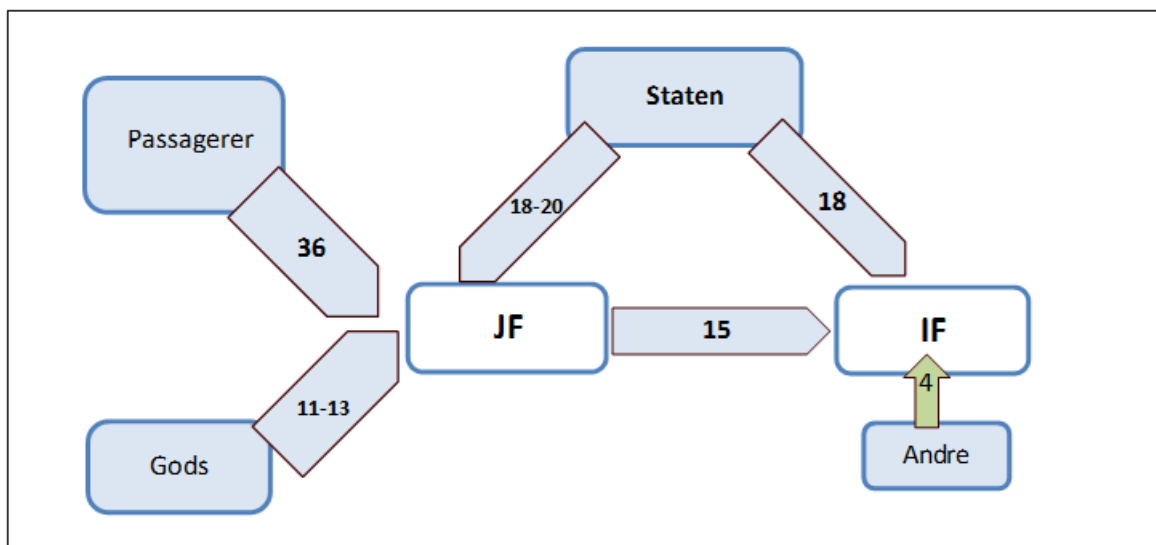 Staten
Passagerer
18-20
18
36
JF
15
IF
4
11-13
Gods
Andre